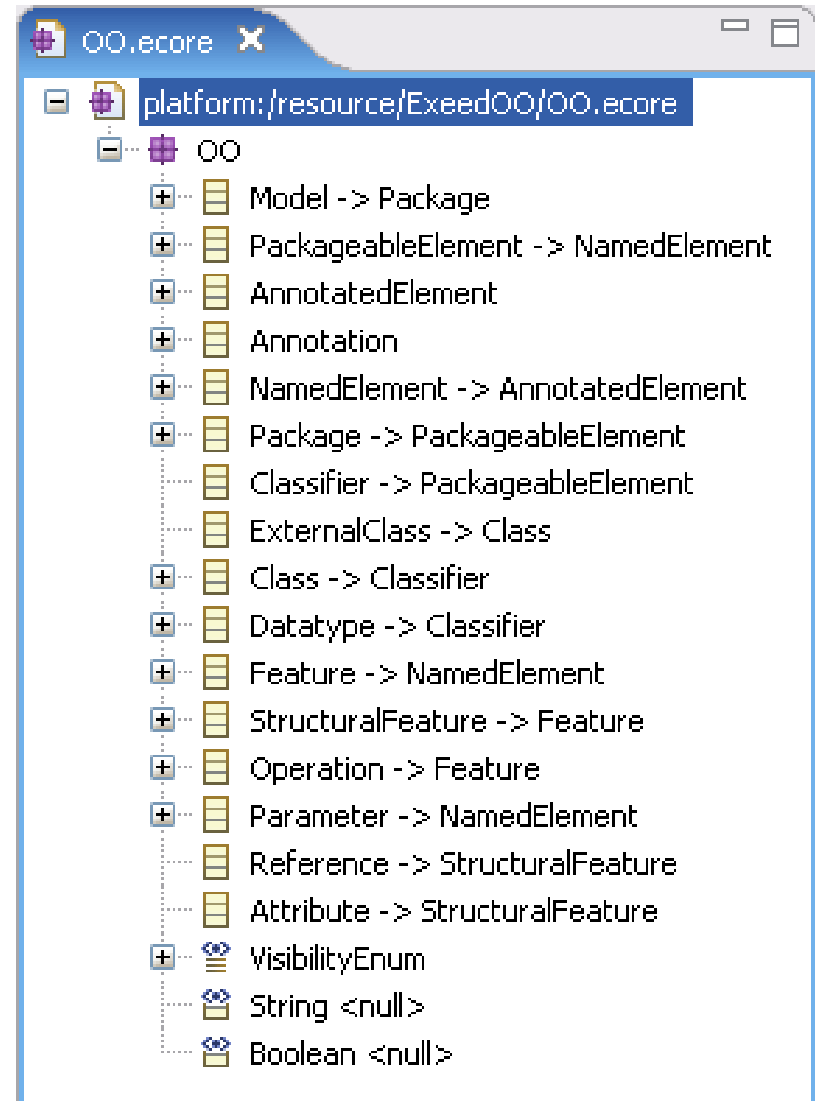 OO.ecore
platform:/resource/ExeedOO/OO.ecore
OO
Model -> Package
PackageableElement -> NamedElement
AnnotatedElement
Annotation
NamedElement -> AnnotatedElement
Package -> PackageableElement
Classifier -> PackageableElement
ExternalClass -> Class
Class -> Classifier
Datatype -> Classifier
Feature -> NamedElement
StructuralFeature -> Feature
Operation -> Feature
Parameter -> NamedElement
Reference -> StructuralFeature
Attribute -> StructuralFeature
VisibilityEnum
String <null>
Boolean <null>